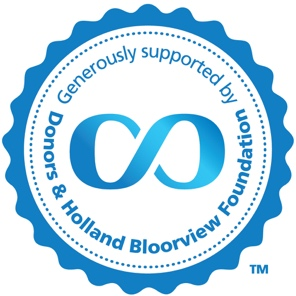 Generously supported by
Donors & Holland Bloorview Foundation
TM